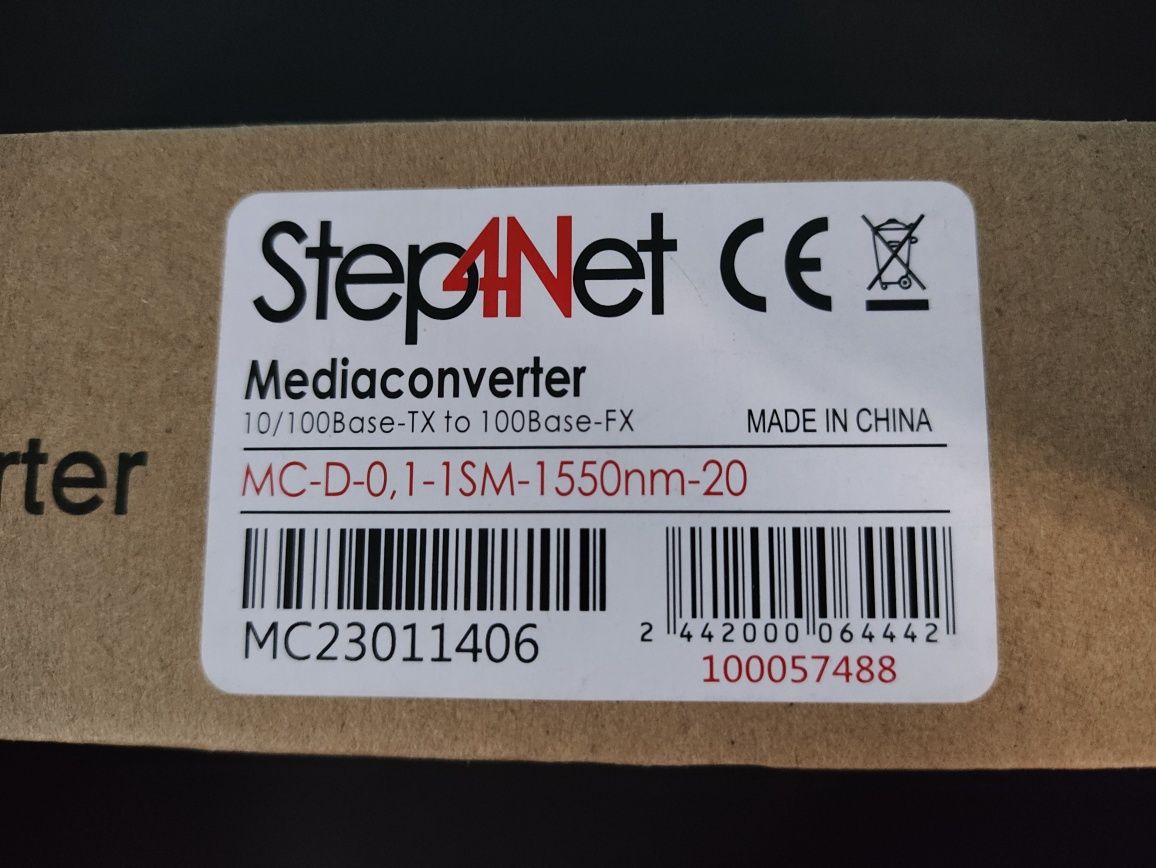 Step4Net CE
Mediaconverter
10/100Base-TX to 100Base-FX MADE IN CHINA
rter
MC-D-0,1-1SM-1550nm-20
MC23011406
2 442000 064442
100057488